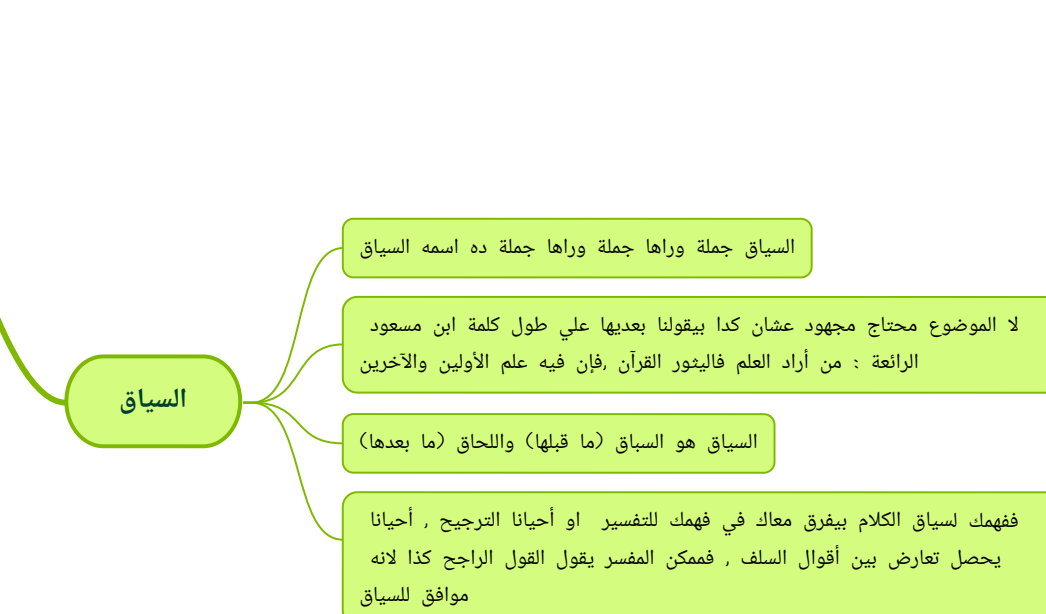 السياق
السياق جملة وراها جملة وراها جملة ده اسمه السياق
لا الموضوع محتاج مجهود عشان كدا بيقولنا بعديها علي طول كلمة ابن مسعود
الرائعة : من أراد العلم فاليثور القرآن ,فإن فيه علم الأولين والآخرين
السياق هو السباق (ما قبلها) واللحاق (ما بعدها)
ففهمك لسياق الكلام بيفرق معاك في فهمك للتفسير او أحيانا الترجيح , أحيانا
يحصل تعارض بين أقوال السلف , فممكن المفسر يقول القول الراجح كذا لانه
موافق للسياق